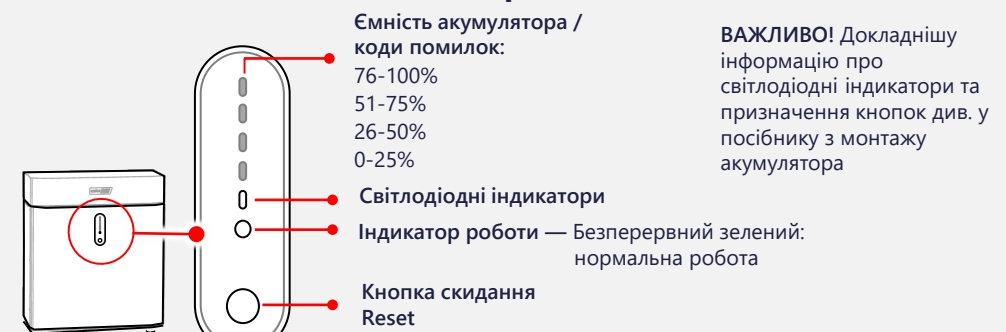 Ємність акумулятора /
коди помилок:
76-100%
51-75%
26-50%
0-25%
Світлодіодні індикатори
Індикатор роботи — Безперервний зелений:
нормальна робота
Кнопка скидання
Reset
ВАЖЛИВО! Докладнішу
інформацію про
світлодіодні індикатори та
призначення кнопок див. у
посібнику з монтажу
акумулятора